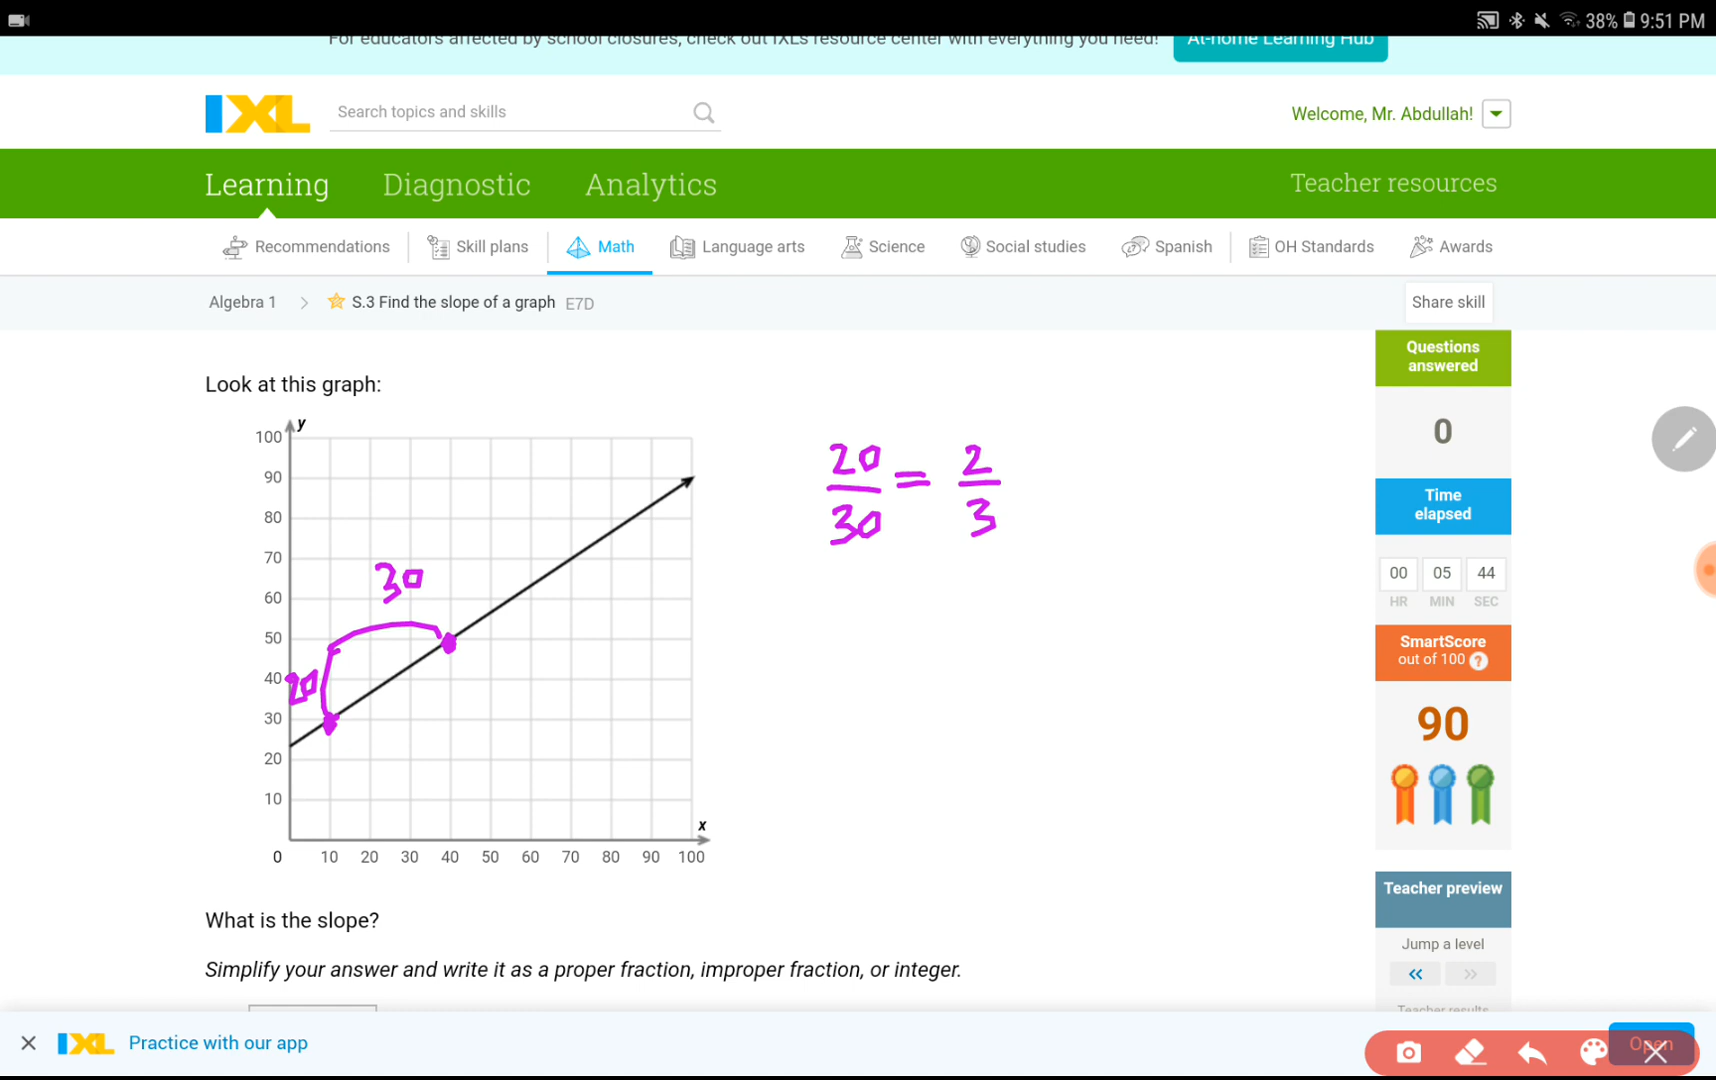 38% 9:51 PM
For educators affected by school closures, check out IXLs resource center with everything you need! At-home Learning Hub
IXL Search topics and skills Welcome, Mr. Abdullah!
Learning Diagnostic Analytics Teacher resources
Recommendations Skill plans Math Language arts Science Social studies Spanish OH Standards Awards
Algebra 1 > S.3 Find the slope of a graph E7D Share skill
Look at this graph:
y
100
90
80
70
60
50
40
30
20
10
0 10 20 30 40 50 60 70 80 90 100
x
30
20
20/30 = 2/3
What is the slope?
Simplify your answer and write it as a proper fraction, improper fraction, or integer.
Questions
answered
0
Time
elapsed
00 05 44
HR MIN SEC
SmartScore
out of 100 ?
90
Teacher preview
Jump a level
<< >>
Teacher results
× IXL Practice with our app Open